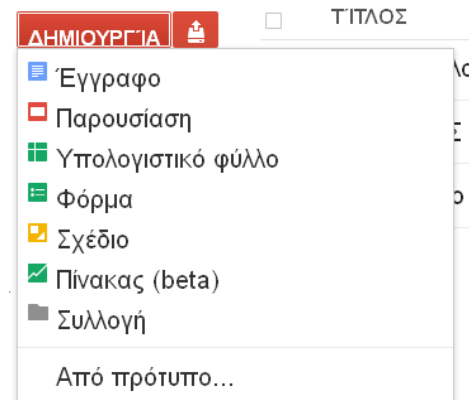 ΔΗΜΙΟΥΡΓΊΑ
ΤΊΤΛΟΣ
Έγγραφο
Παρουσίαση
Υπολογιστικό φύλλο
Φόρμα
Σχέδιο
Πίνακας (beta)
Συλλογή
Από πρότυπο...